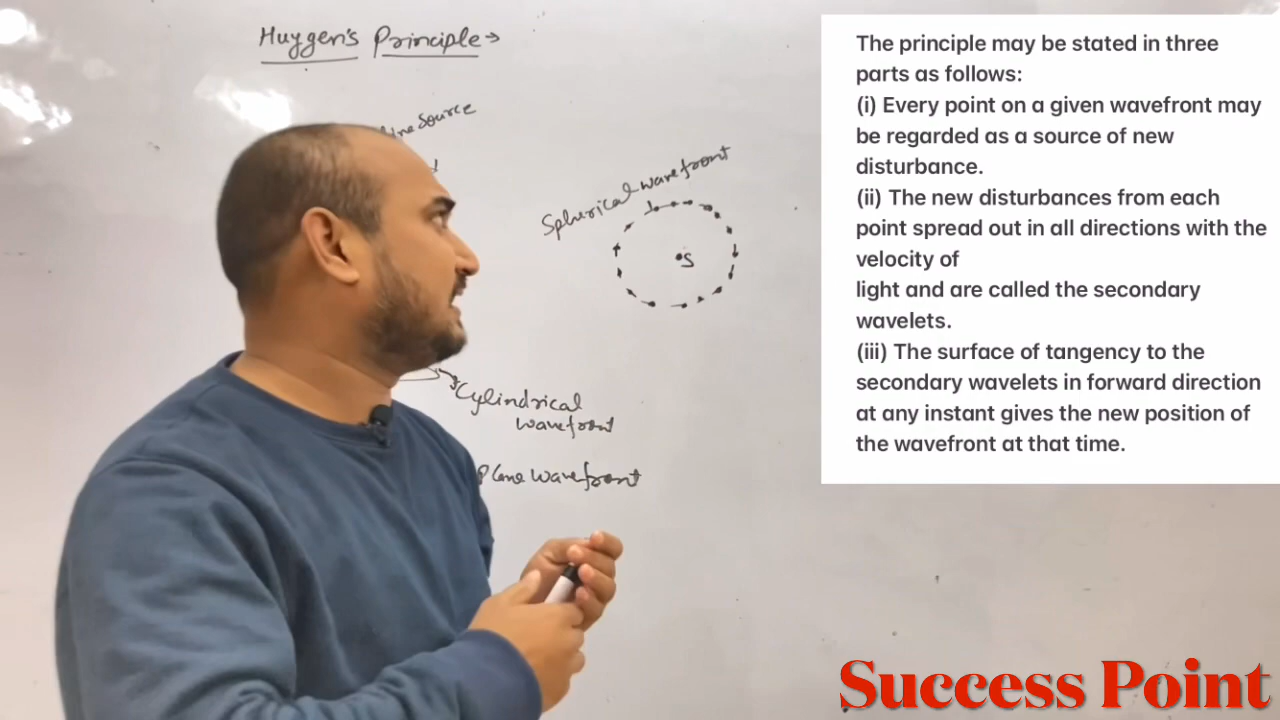 Huygen's Principle→
Line Source
Spherical wavefront
S
Cylindrical
wavefront
Plane wavefront
The principle may be stated in three
parts as follows:
(i) Every point on a given wavefront may
be regarded as a source of new
disturbance.
(ii) The new disturbances from each
point spread out in all directions with the
velocity of
light and are called the secondary
wavelets.
(iii) The surface of tangency to the
secondary wavelets in forward direction
at any instant gives the new position of
the wavefront at that time.
Success Point